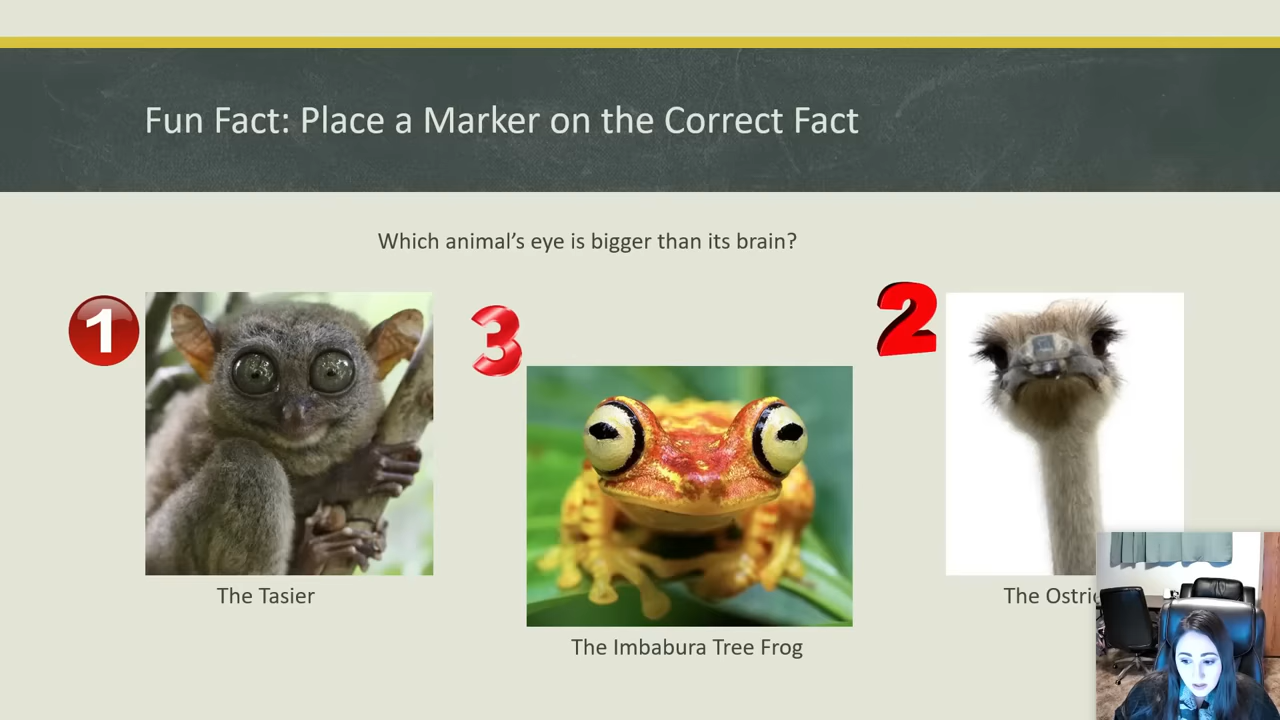 Fun Fact: Place a Marker on the Correct Fact
Which animal's eye is bigger than its brain?
1
3
2
The Tasier
The Imbabura Tree Frog
The Ostri